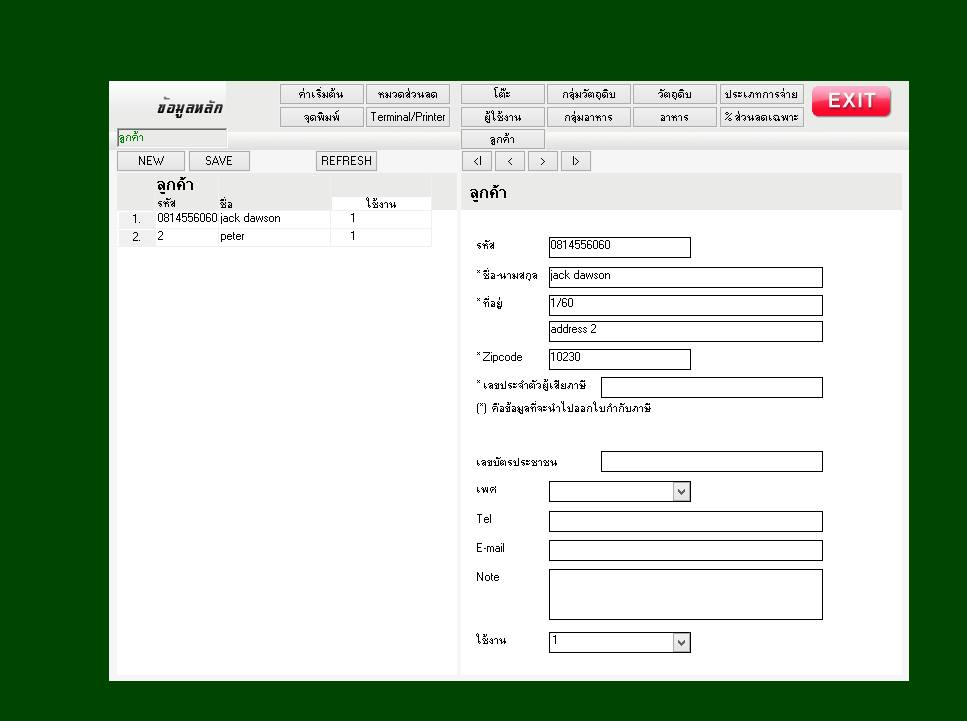 ข้อมูลหลัก
ค่าเริ่มต้น หมวดส่วนลด โต๊ะ กลุ่มวัตถุดิบ วัตถุดิบ ประเภทการจ่าย EXIT
จุดพิมพ์ Terminal/Printer ผู้ใช้งาน กลุ่มอาหาร อาหาร % ส่วนลดเฉพาะ
ลูกค้า ลูกค้า
NEW SAVE REFRESH <| < > |>
ลูกค้า
รหัส ชื่อ ใช้งาน
1. 0814556060 jack dawson 1
2. 2 peter 1
ลูกค้า
รหัส 0814556060
* ชื่อ-นามสกุล jack dawson
* ที่อยู่ 1/60
address 2
* Zipcode 10230
* เลขประจำตัวผู้เสียภาษี
(*) คือข้อมูลที่จะนำไปออกใบกำกับภาษี
เลขบัตรประชาชน
เพศ
Tel
E-mail
Note
ใช้งาน 1